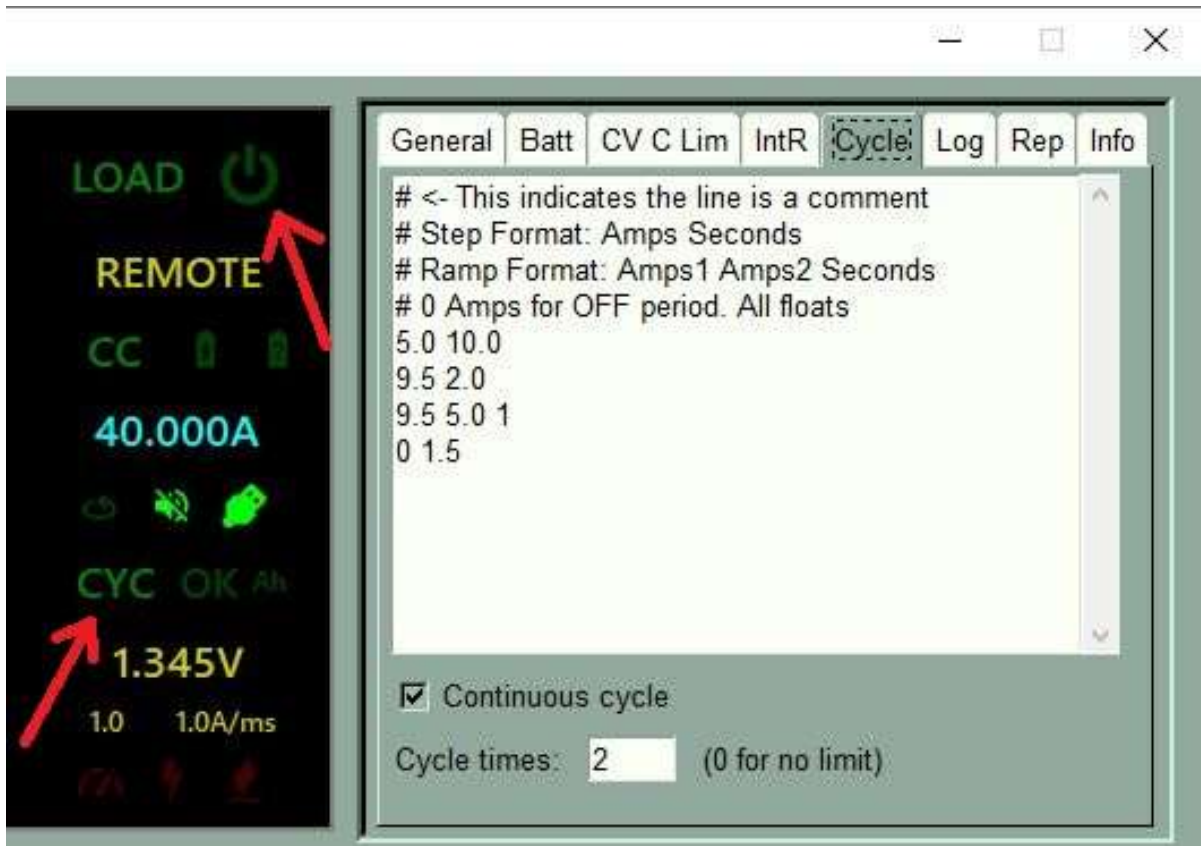 LOAD
REMOTE
CC
40.000A
CYC OK Ah
1.345V
1.0 1.0A/ms
General Batt CV C Lim IntR Cycle Log Rep Info
# <- This indicates the line is a comment
# Step Format: Amps Seconds
# Ramp Format: Amps1 Amps2 Seconds
# 0 Amps for OFF period. All floats
5.0 10.0
9.5 2.0
9.5 5.0 1
0 1.5
Continuous cycle
Cycle times: 2 (0 for no limit)